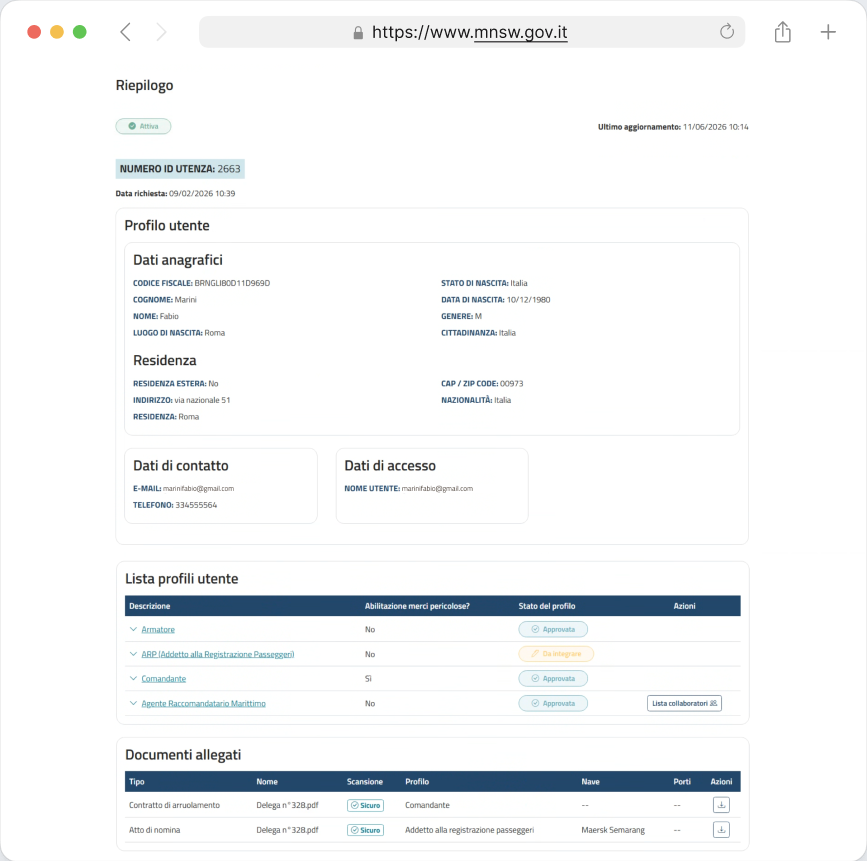 https://www.mnsw.gov.it
Riepilogo
Attiva
Ultimo aggiornamento: 11/06/2026 10:14
NUMERO ID UTENZA: 2663
Data richiesta: 09/02/2026 10:39
Profilo utente
Dati anagrafici
CODICE FISCALE: BRNGLI80D11D969D STATO DI NASCITA: Italia
COGNOME: Marini DATA DI NASCITA: 10/12/1980
NOME: Fabio GENERE: M
LUOGO DI NASCITA: Roma CITTADINANZA: Italia
Residenza
RESIDENZA ESTERA: No CAP / ZIP CODE: 00973
INDIRIZZO: via nazionale 51 NAZIONALITÀ: Italia
RESIDENZA: Roma
Dati di contatto
E-MAIL: marinifabio@gmail.com
TELEFONO: 334555564
Dati di accesso
NOME UTENTE: marinifabio@gmail.com
Lista profili utente
Descrizione Abilitazione merci pericolose? Stato del profilo Azioni
Armatore No Approvata
ARP (Addetto alla Registrazione Passeggeri) No Da integrare
Comandante Sì Approvata
Agente Raccomandatario Marittimo No Approvata Lista collaboratori
Documenti allegati
Tipo Nome Scansione Profilo Nave Porti Azioni
Contratto di arruolamento Delega n°328.pdf Sicuro Comandante -- --
Atto di nomina Delega n°328.pdf Sicuro Addetto alla registrazione passeggeri Maersk Semarang --